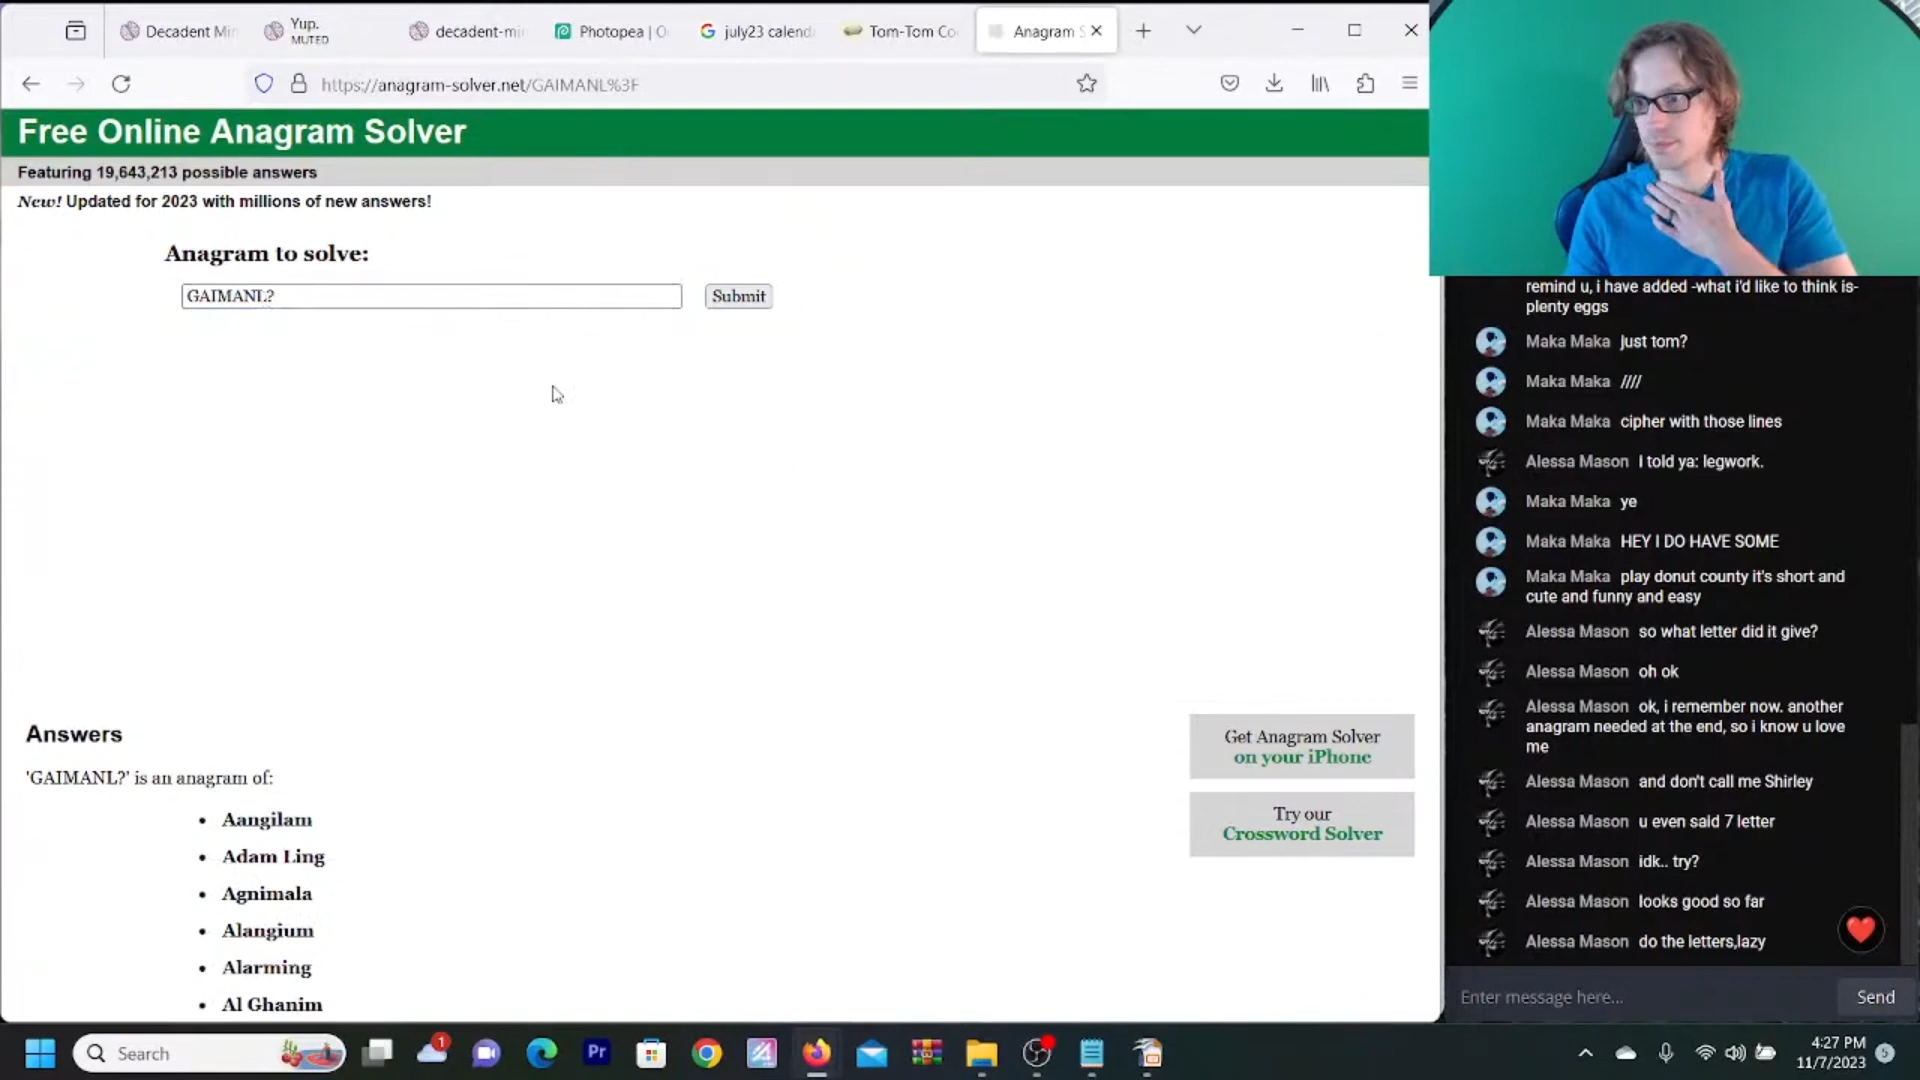 Decadent Mi
Yup.
MUTED
decadent-mi
Photopea | O
july23 calend
Tom-Tom Co
Anagram S
https://anagram-solver.net/GAIMANL%3F
Free Online Anagram Solver
Featuring 19,643,213 possible answers
New! Updated for 2023 with millions of new answers!
Anagram to solve:
GAIMANL?
Submit
Answers
'GAIMANL?' is an anagram of:
• Aangilam
• Adam Ling
• Agnimala
• Alangium
• Alarming
• Al Ghanim
Get Anagram Solver
on your iPhone
Try our
Crossword Solver
remind u, i have added -what i'd like to think is-
plenty eggs
Maka Maka just tom?
Maka Maka ////
Maka Maka cipher with those lines
Alessa Mason I told ya: legwork.
Maka Maka ye
Maka Maka HEY I DO HAVE SOME
Maka Maka play donut county it's short and
cute and funny and easy
Alessa Mason so what letter did it give?
Alessa Mason oh ok
Alessa Mason ok, i remember now. another
anagram needed at the end, so i know u love
me
Alessa Mason and don't call me Shirley
Alessa Mason u even said 7 letter
Alessa Mason idk.. try?
Alessa Mason looks good so far
Alessa Mason do the letters,lazy
Enter message here...
Send
Search
1
Pr
4:27 PM
11/7/2023
5